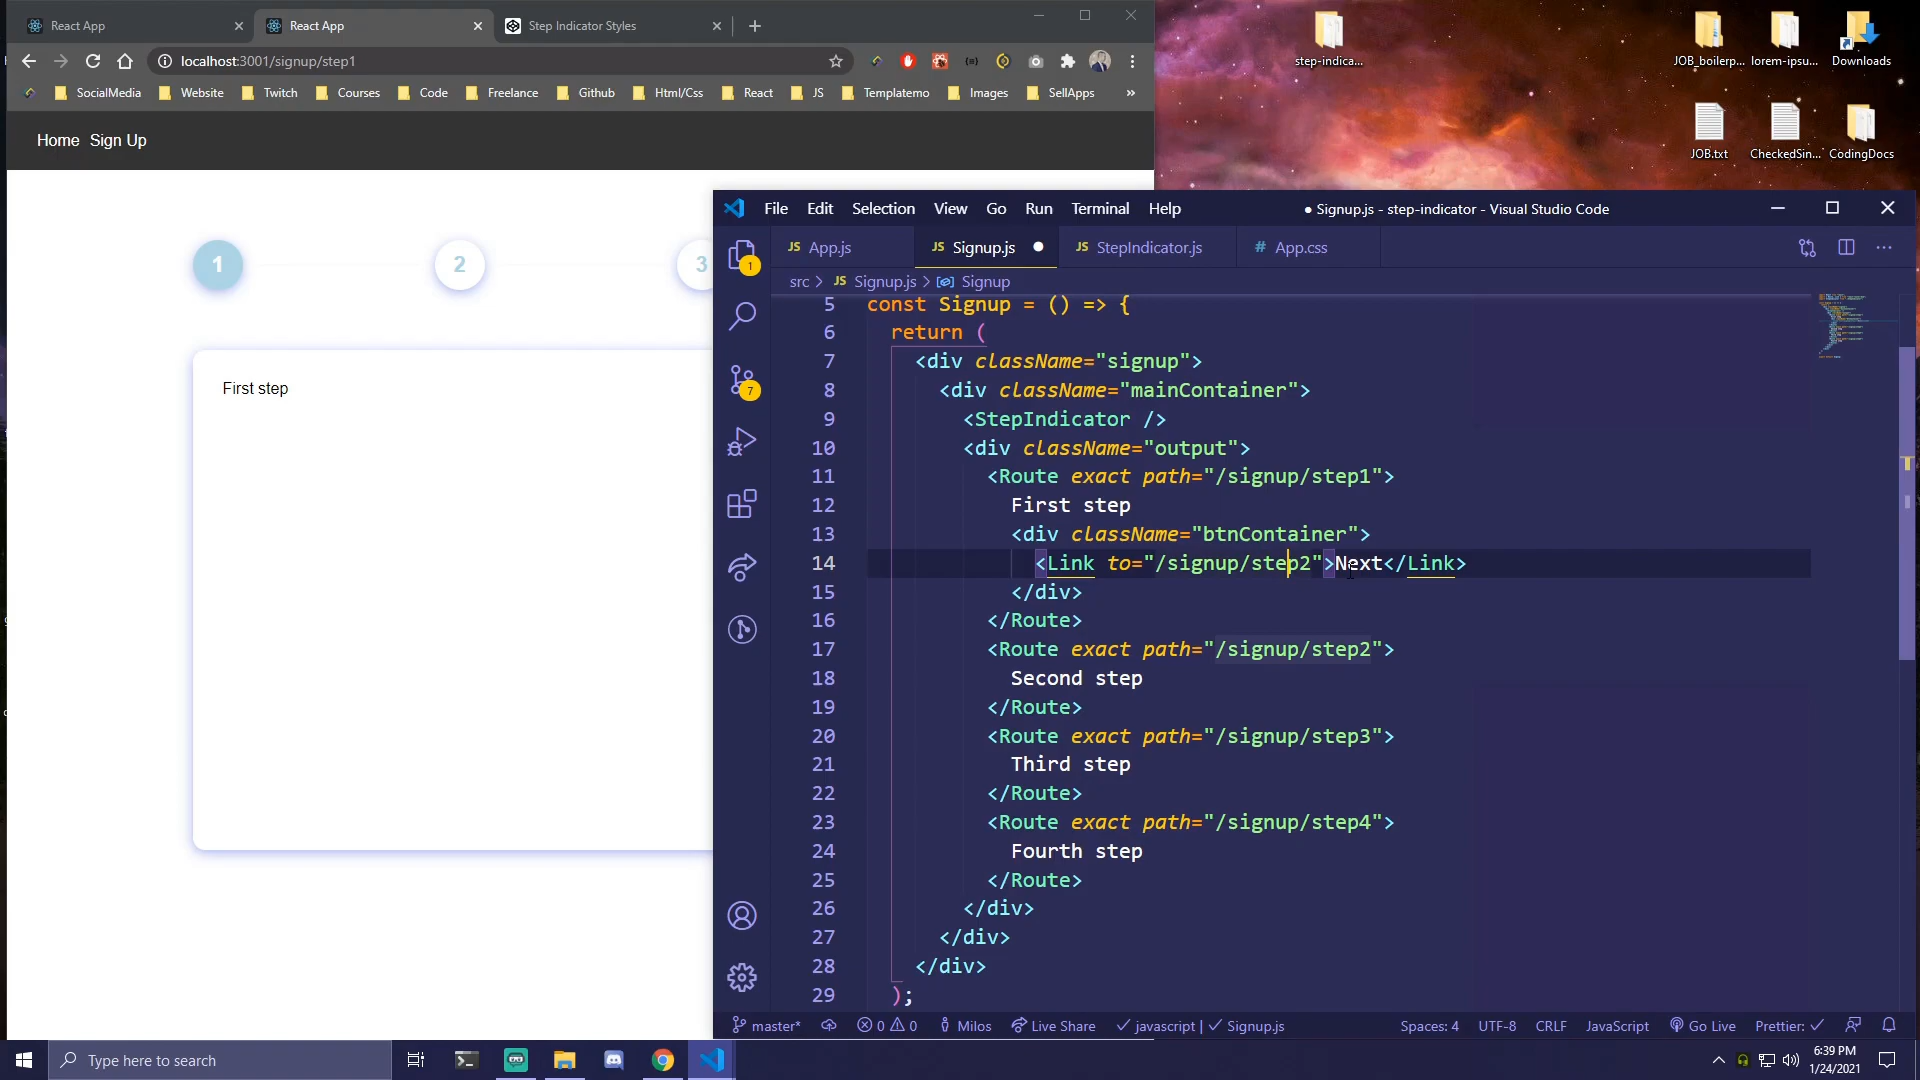 React App
React App
Step Indicator Styles
localhost:3001/signup/step1
SocialMedia
Website
Twitch
Courses
Code
Freelance
Github
Html/Css
React
JS
Templatemo
Images
SellApps
»
Home Sign Up
1
2
3
First step
step-indica...
JOB_boilerp...
lorem-ipsu...
Downloads
JOB.txt
CheckedSin...
CodingDocs
File Edit Selection View Go Run Terminal Help
● Signup.js - step-indicator - Visual Studio Code
JS App.js
JS Signup.js
JS StepIndicator.js
# App.css
src > JS Signup.js > Signup
1
7
5 const Signup = () => {
6 return (
7 <div className="signup">
8 <div className="mainContainer">
9 <StepIndicator />
10 <div className="output">
11 <Route exact path="/signup/step1">
12 First step
13 <div className="btnContainer">
14 <Link to="/signup/step2">Next</Link>
15 </div>
16 </Route>
17 <Route exact path="/signup/step2">
18 Second step
19 </Route>
20 <Route exact path="/signup/step3">
21 Third step
22 </Route>
23 <Route exact path="/signup/step4">
24 Fourth step
25 </Route>
26 </div>
27 </div>
28 </div>
29 );
master* 0 0 Milos Live Share javascript | Signup.js
Spaces: 4 UTF-8 CRLF JavaScript Go Live Prettier:
Type here to search
6:39 PM
1/24/2021